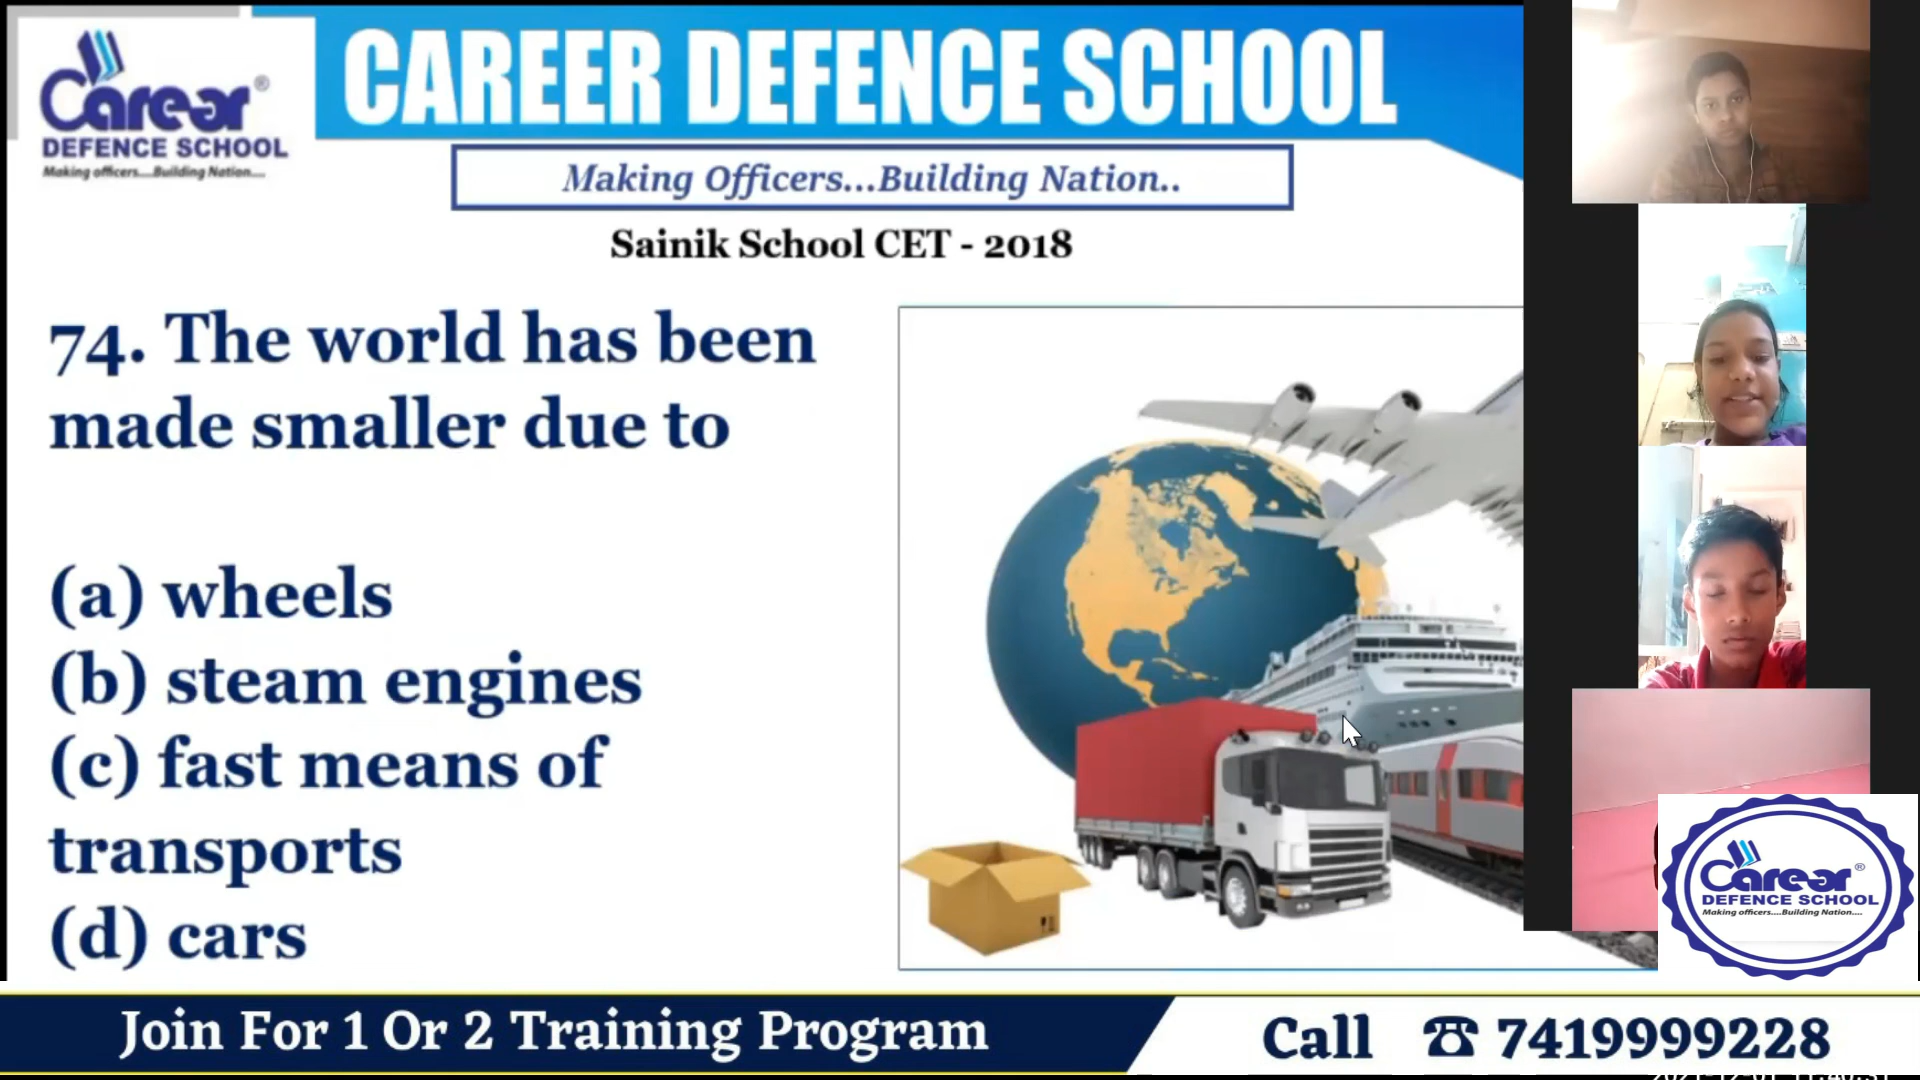 Career®
DEFENCE SCHOOL
Making officers....Building Nation....
CAREER DEFENCE SCHOOL
Making Officers...Building Nation..
Sainik School CET - 2018
74. The world has been
made smaller due to
(a) wheels
(b) steam engines
(c) fast means of
transports
(d) cars
Career®
DEFENCE SCHOOL
Making officers....Building Nation....
Join For 1 Or 2 Training Program
Call ☎ 7419999228